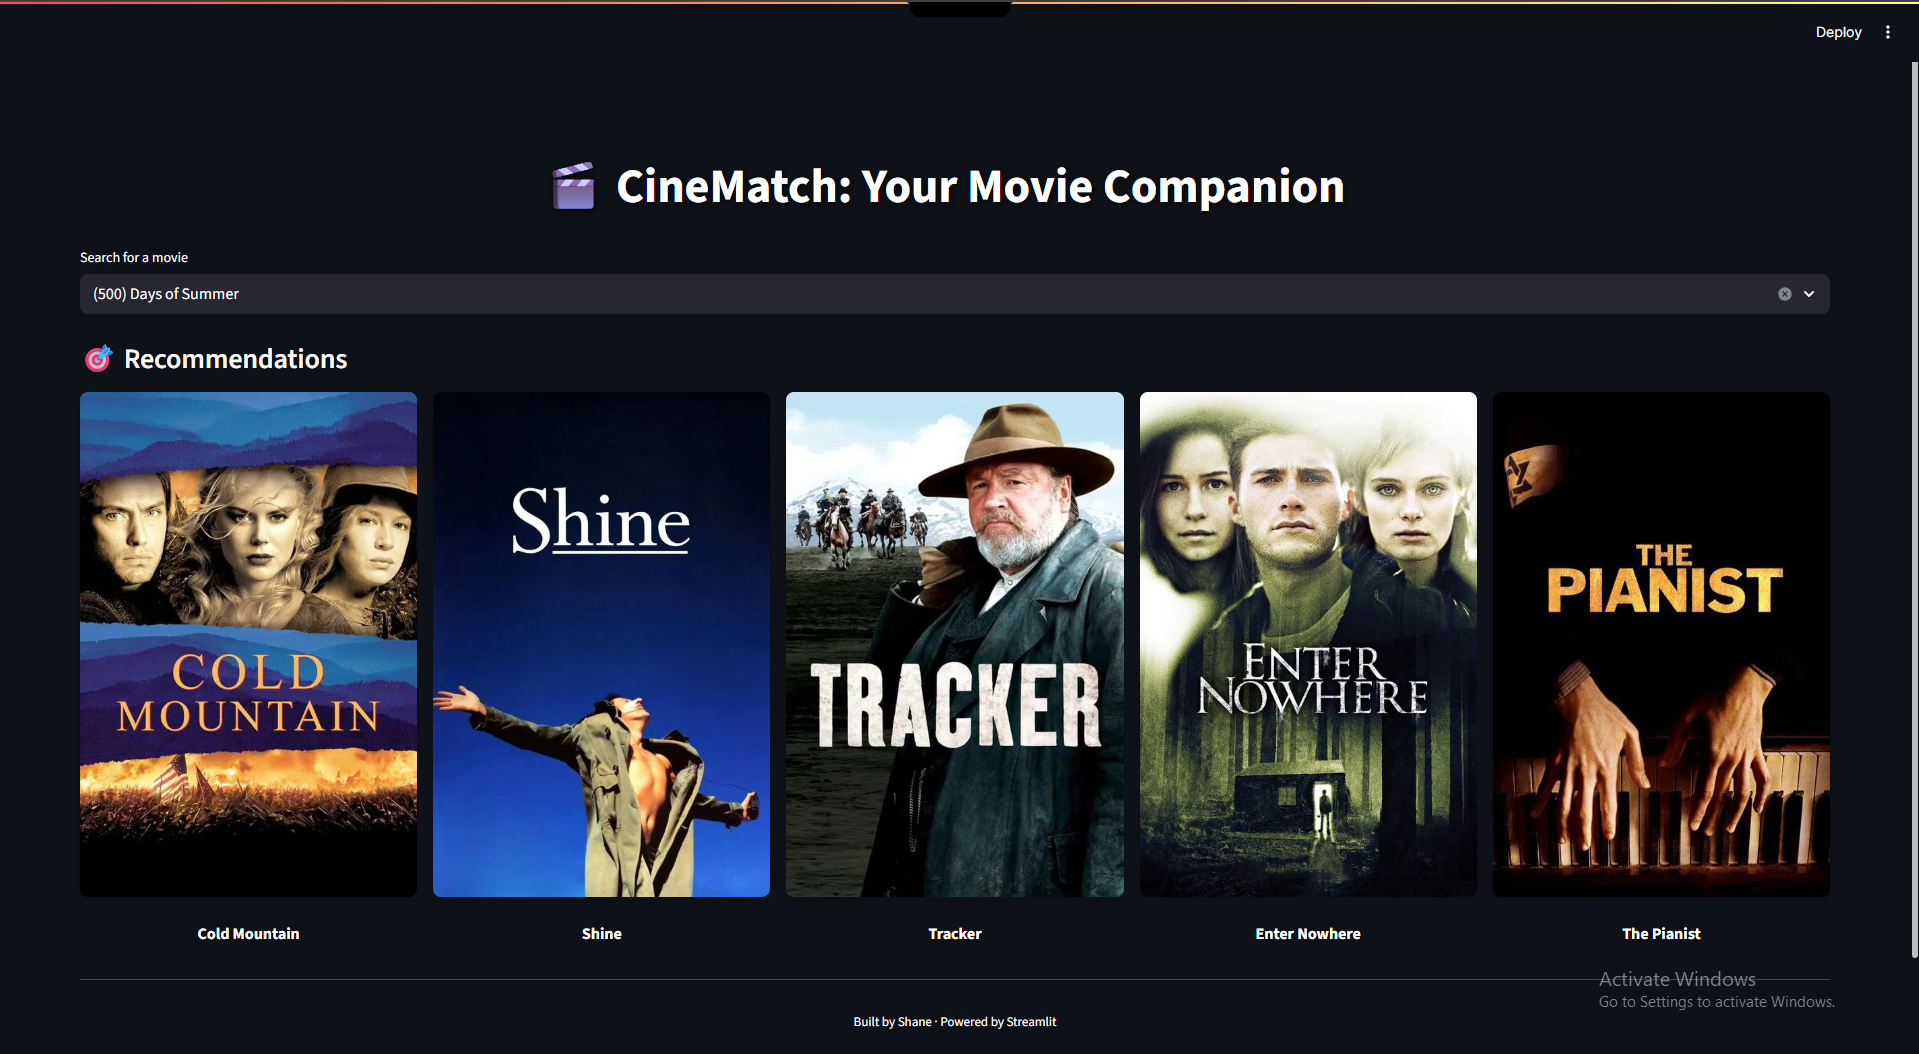 Deploy
CineMatch: Your Movie Companion
Search for a movie
(500) Days of Summer
Recommendations
COLD
MOUNTAIN
Shine
TRACKER
ENTER
NOWHERE
THE
PIANIST
Cold Mountain
Shine
Tracker
Enter Nowhere
The Pianist
Activate Windows
Go to Settings to activate Windows.
Built by Shane · Powered by Streamlit